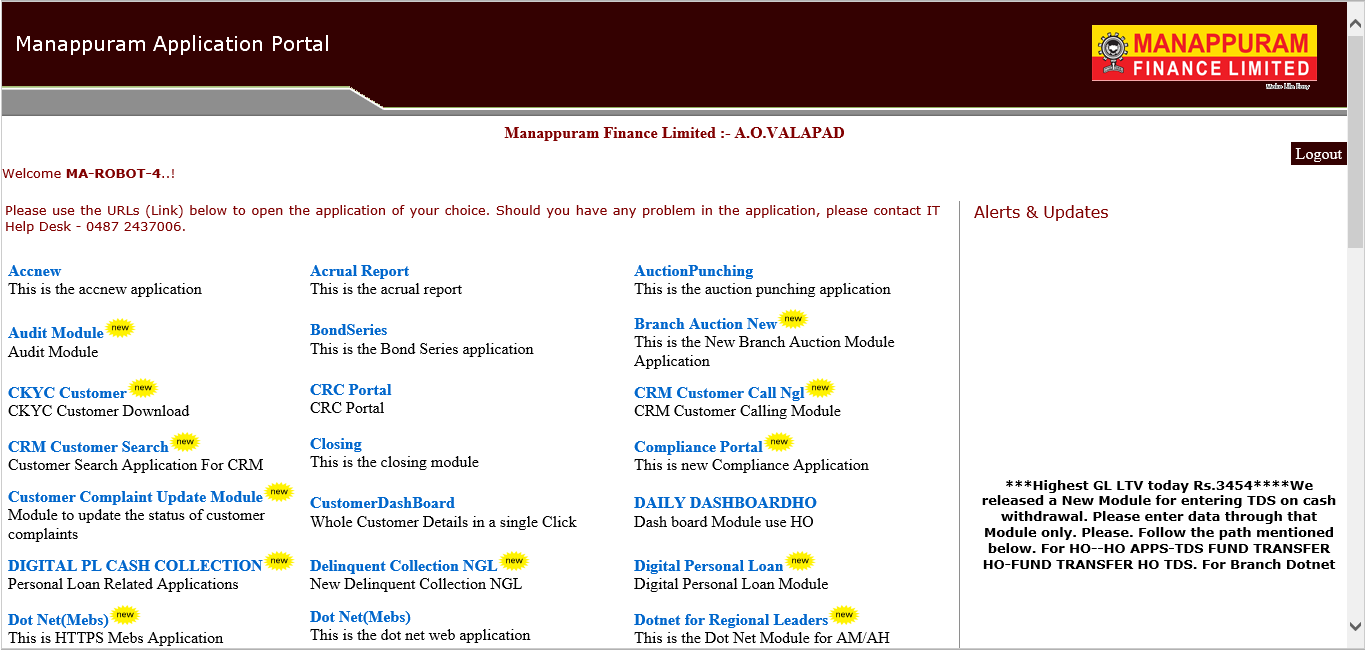 Manappuram Application Portal
MANAPPURAM
FINANCE LIMITED
Make Life Easy
Manappuram Finance Limited :- A.O.VALAPAD
Logout
Welcome MA-ROBOT-4..!
Please use the URLs (Link) below to open the application of your choice. Should you have any problem in the application, please contact IT
Help Desk - 0487 2437006.
Accnew
This is the accnew application
Acrual Report
This is the acrual report
AuctionPunching
This is the auction punching application
Audit Module new
Audit Module
BondSeries
This is the Bond Series application
Branch Auction New new
This is the New Branch Auction Module
Application
CKYC Customer new
CKYC Customer Download
CRC Portal
CRC Portal
CRM Customer Call Ngl new
CRM Customer Calling Module
CRM Customer Search new
Customer Search Application For CRM
Closing
This is the closing module
Compliance Portal new
This is new Compliance Application
Customer Complaint Update Module new
Module to update the status of customer
complaints
CustomerDashBoard
Whole Customer Details in a single Click
DAILY DASHBOARDHO
Dash board Module use HO
DIGITAL PL CASH COLLECTION new
Personal Loan Related Applications
Delinquent Collection NGL new
New Delinquent Collection NGL
Digital Personal Loan new
Digital Personal Loan Module
Dot Net(Mebs) new
This is HTTPS Mebs Application
Dot Net(Mebs)
This is the dot net web application
Dotnet for Regional Leaders new
This is the Dot Net Module for AM/AH
Alerts & Updates
***Highest GL LTV today Rs.3454****We
released a New Module for entering TDS on cash
withdrawal. Please enter data through that
Module only. Please. Follow the path mentioned
below. For HO--HO APPS-TDS FUND TRANSFER
HO-FUND TRANSFER HO TDS. For Branch Dotnet